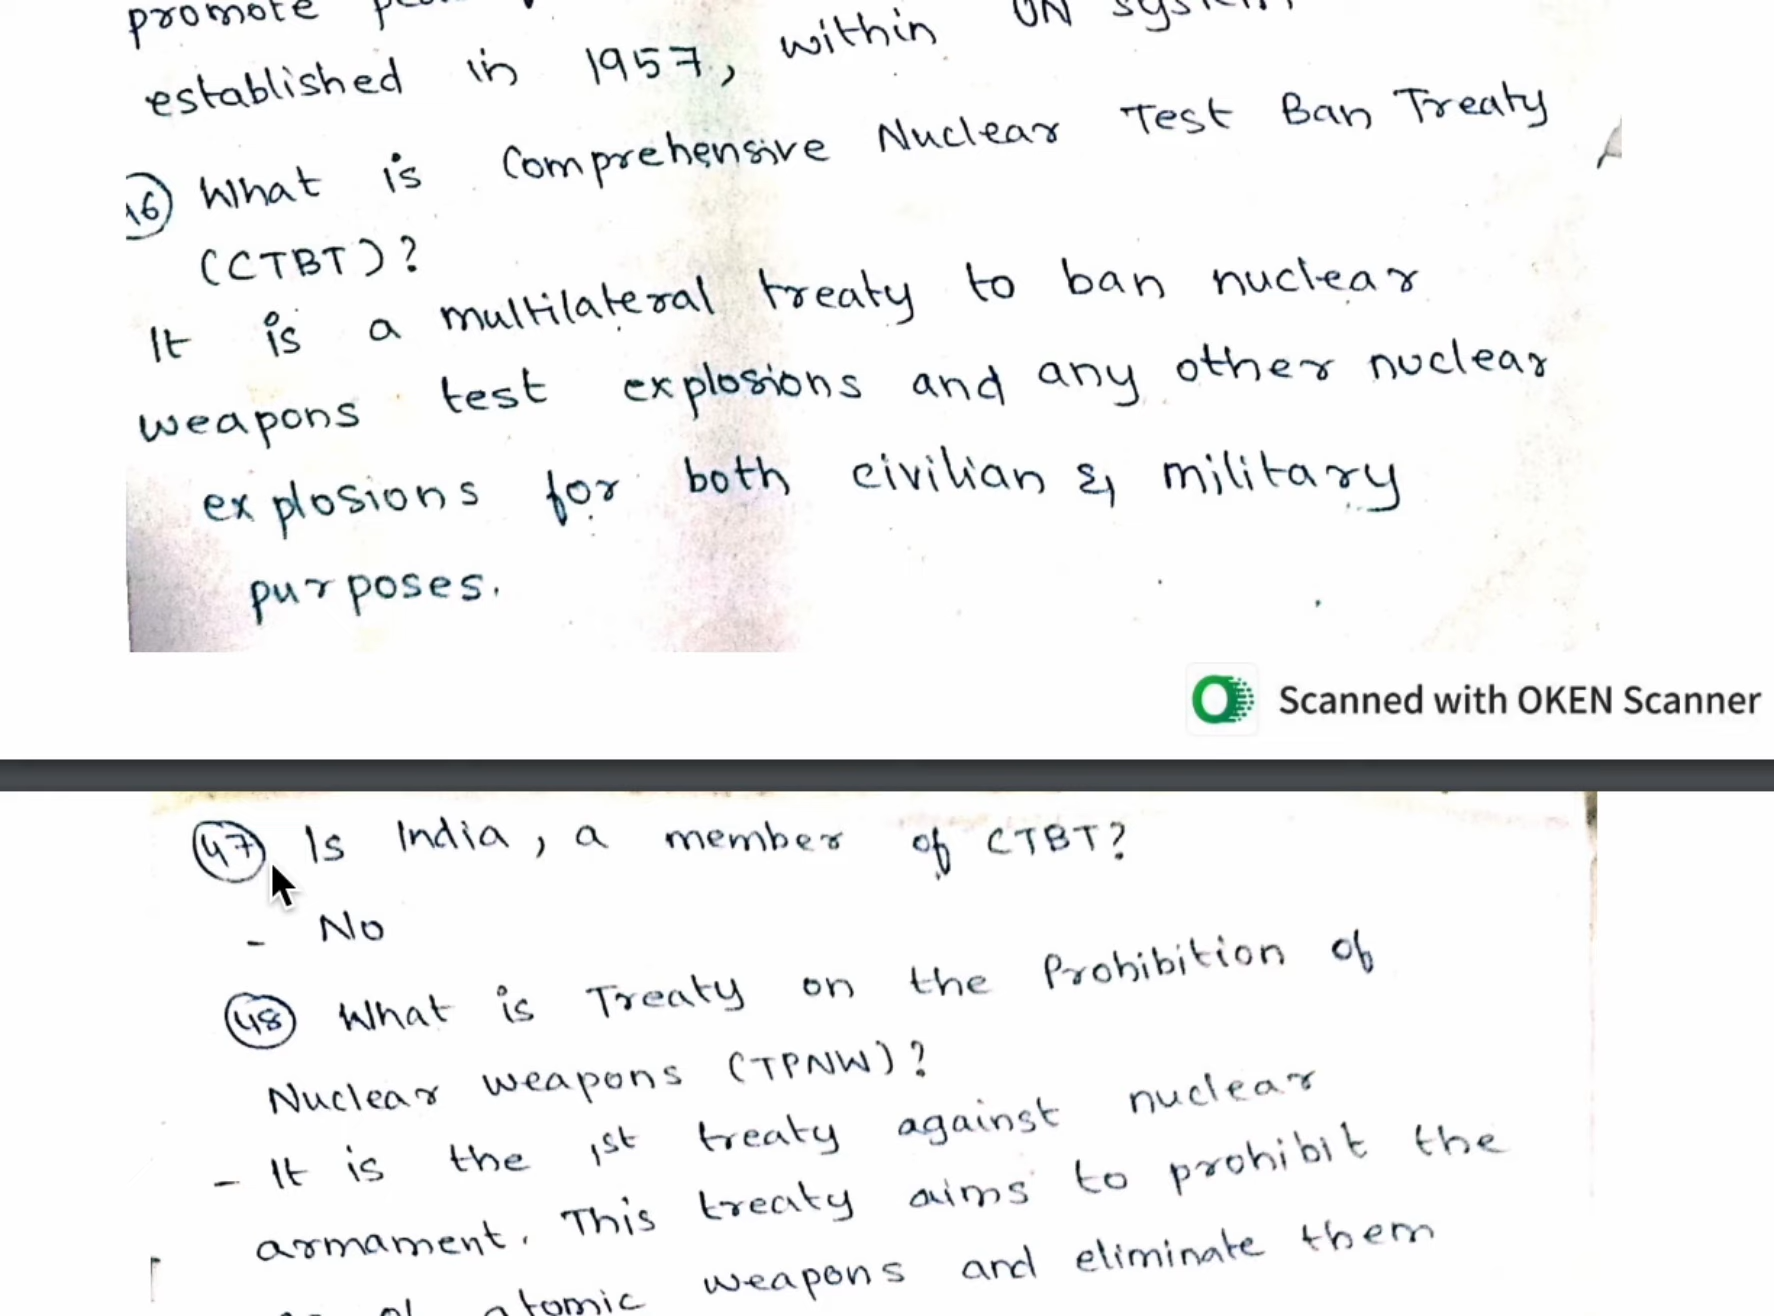 promote
established in 1957, within UN system
46 What is Comprehensive Nuclear Test Ban Treaty
(CTBT)?
It is a multilateral treaty to ban nuclear
weapons test explosions and any other nuclear
explosions for both civilian & military
purposes.
Scanned with OKEN Scanner
47 Is India, a member of CTBT?
- No
48 What is Treaty on the Prohibition of
Nuclear weapons (TPNW)?
- It is the 1st treaty against nuclear
armament. This treaty aims to prohibit the
atomic weapons and eliminate them